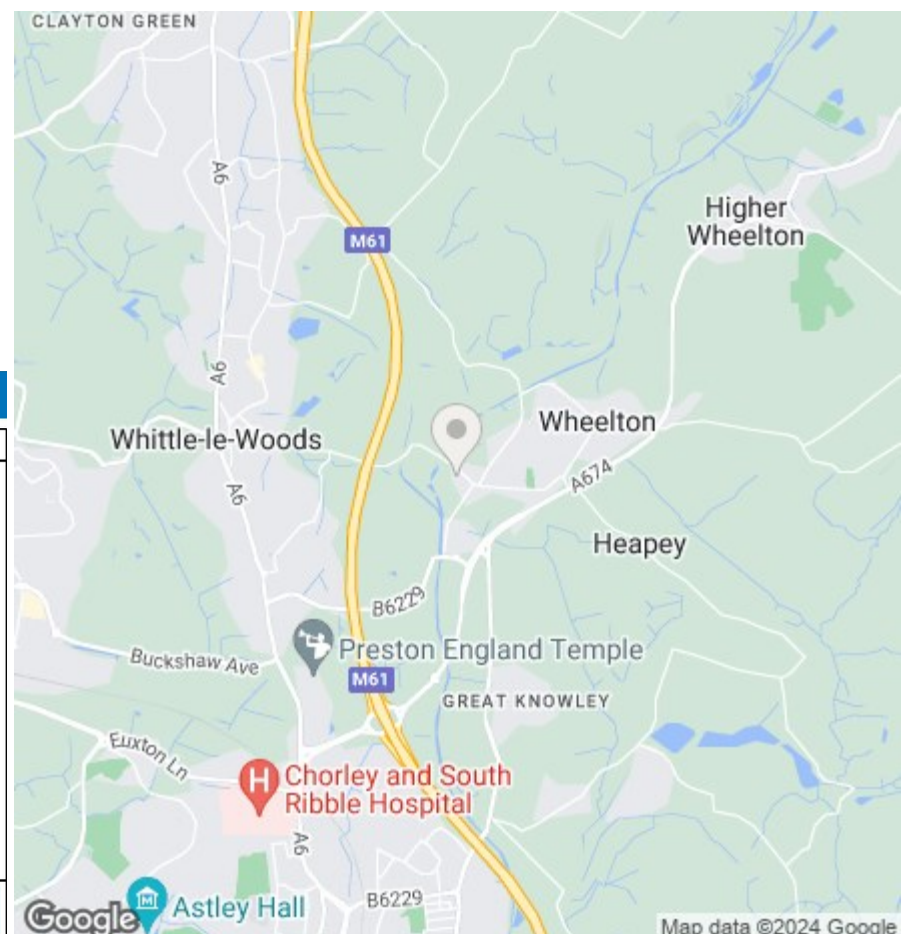 CLAYTON GREEN
A6
M61
Higher
Wheelton
A6
Whittle-le-Woods
Wheelton
A674
A6
Heapey
B6229
Preston England Temple
Buckshaw Ave
M61
GREAT KNOWLEY
Euxton Ln
H
Chorley and South
Ribble Hospital
A6
B6229
M
Astley Hall
Google
Map data ©2024 Google